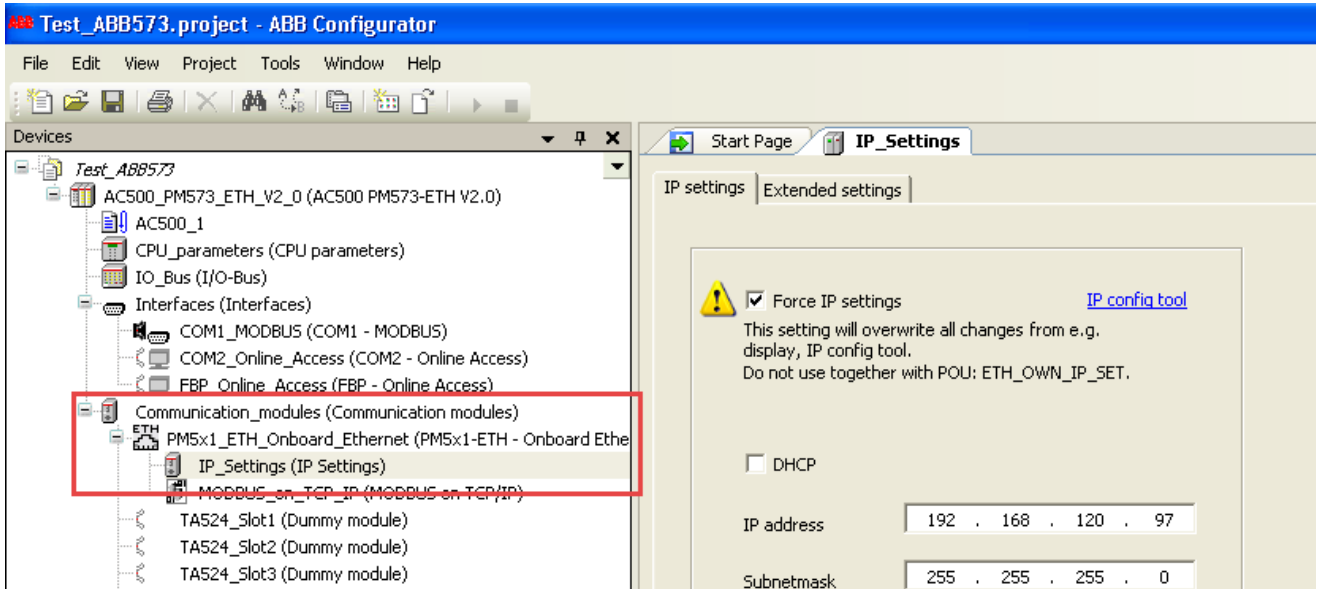 ABB Test_ABB573.project - ABB Configurator
File Edit View Project Tools Window Help
Devices
Test_ABB573
AC500_PM573_ETH_V2_0 (AC500 PM573-ETH V2.0)
AC500_1
CPU_parameters (CPU parameters)
IO_Bus (I/O-Bus)
Interfaces (Interfaces)
COM1_MODBUS (COM1 - MODBUS)
COM2_Online_Access (COM2 - Online Access)
FBP_Online_Access (FBP - Online Access)
Communication_modules (Communication modules)
ETH PM5x1_ETH_Onboard_Ethernet (PM5x1-ETH - Onboard Ethe
IP_Settings (IP Settings)
MODBUS_on_TCP_IP (MODBUS on TCP/IP)
TA524_Slot1 (Dummy module)
TA524_Slot2 (Dummy module)
TA524_Slot3 (Dummy module)
Start Page IP_Settings
IP settings Extended settings
Force IP settings IP config tool
This setting will overwrite all changes from e.g.
display, IP config tool.
Do not use together with POU: ETH_OWN_IP_SET.
DHCP
IP address 192 . 168 . 120 . 97
Subnetmask 255 . 255 . 255 . 0